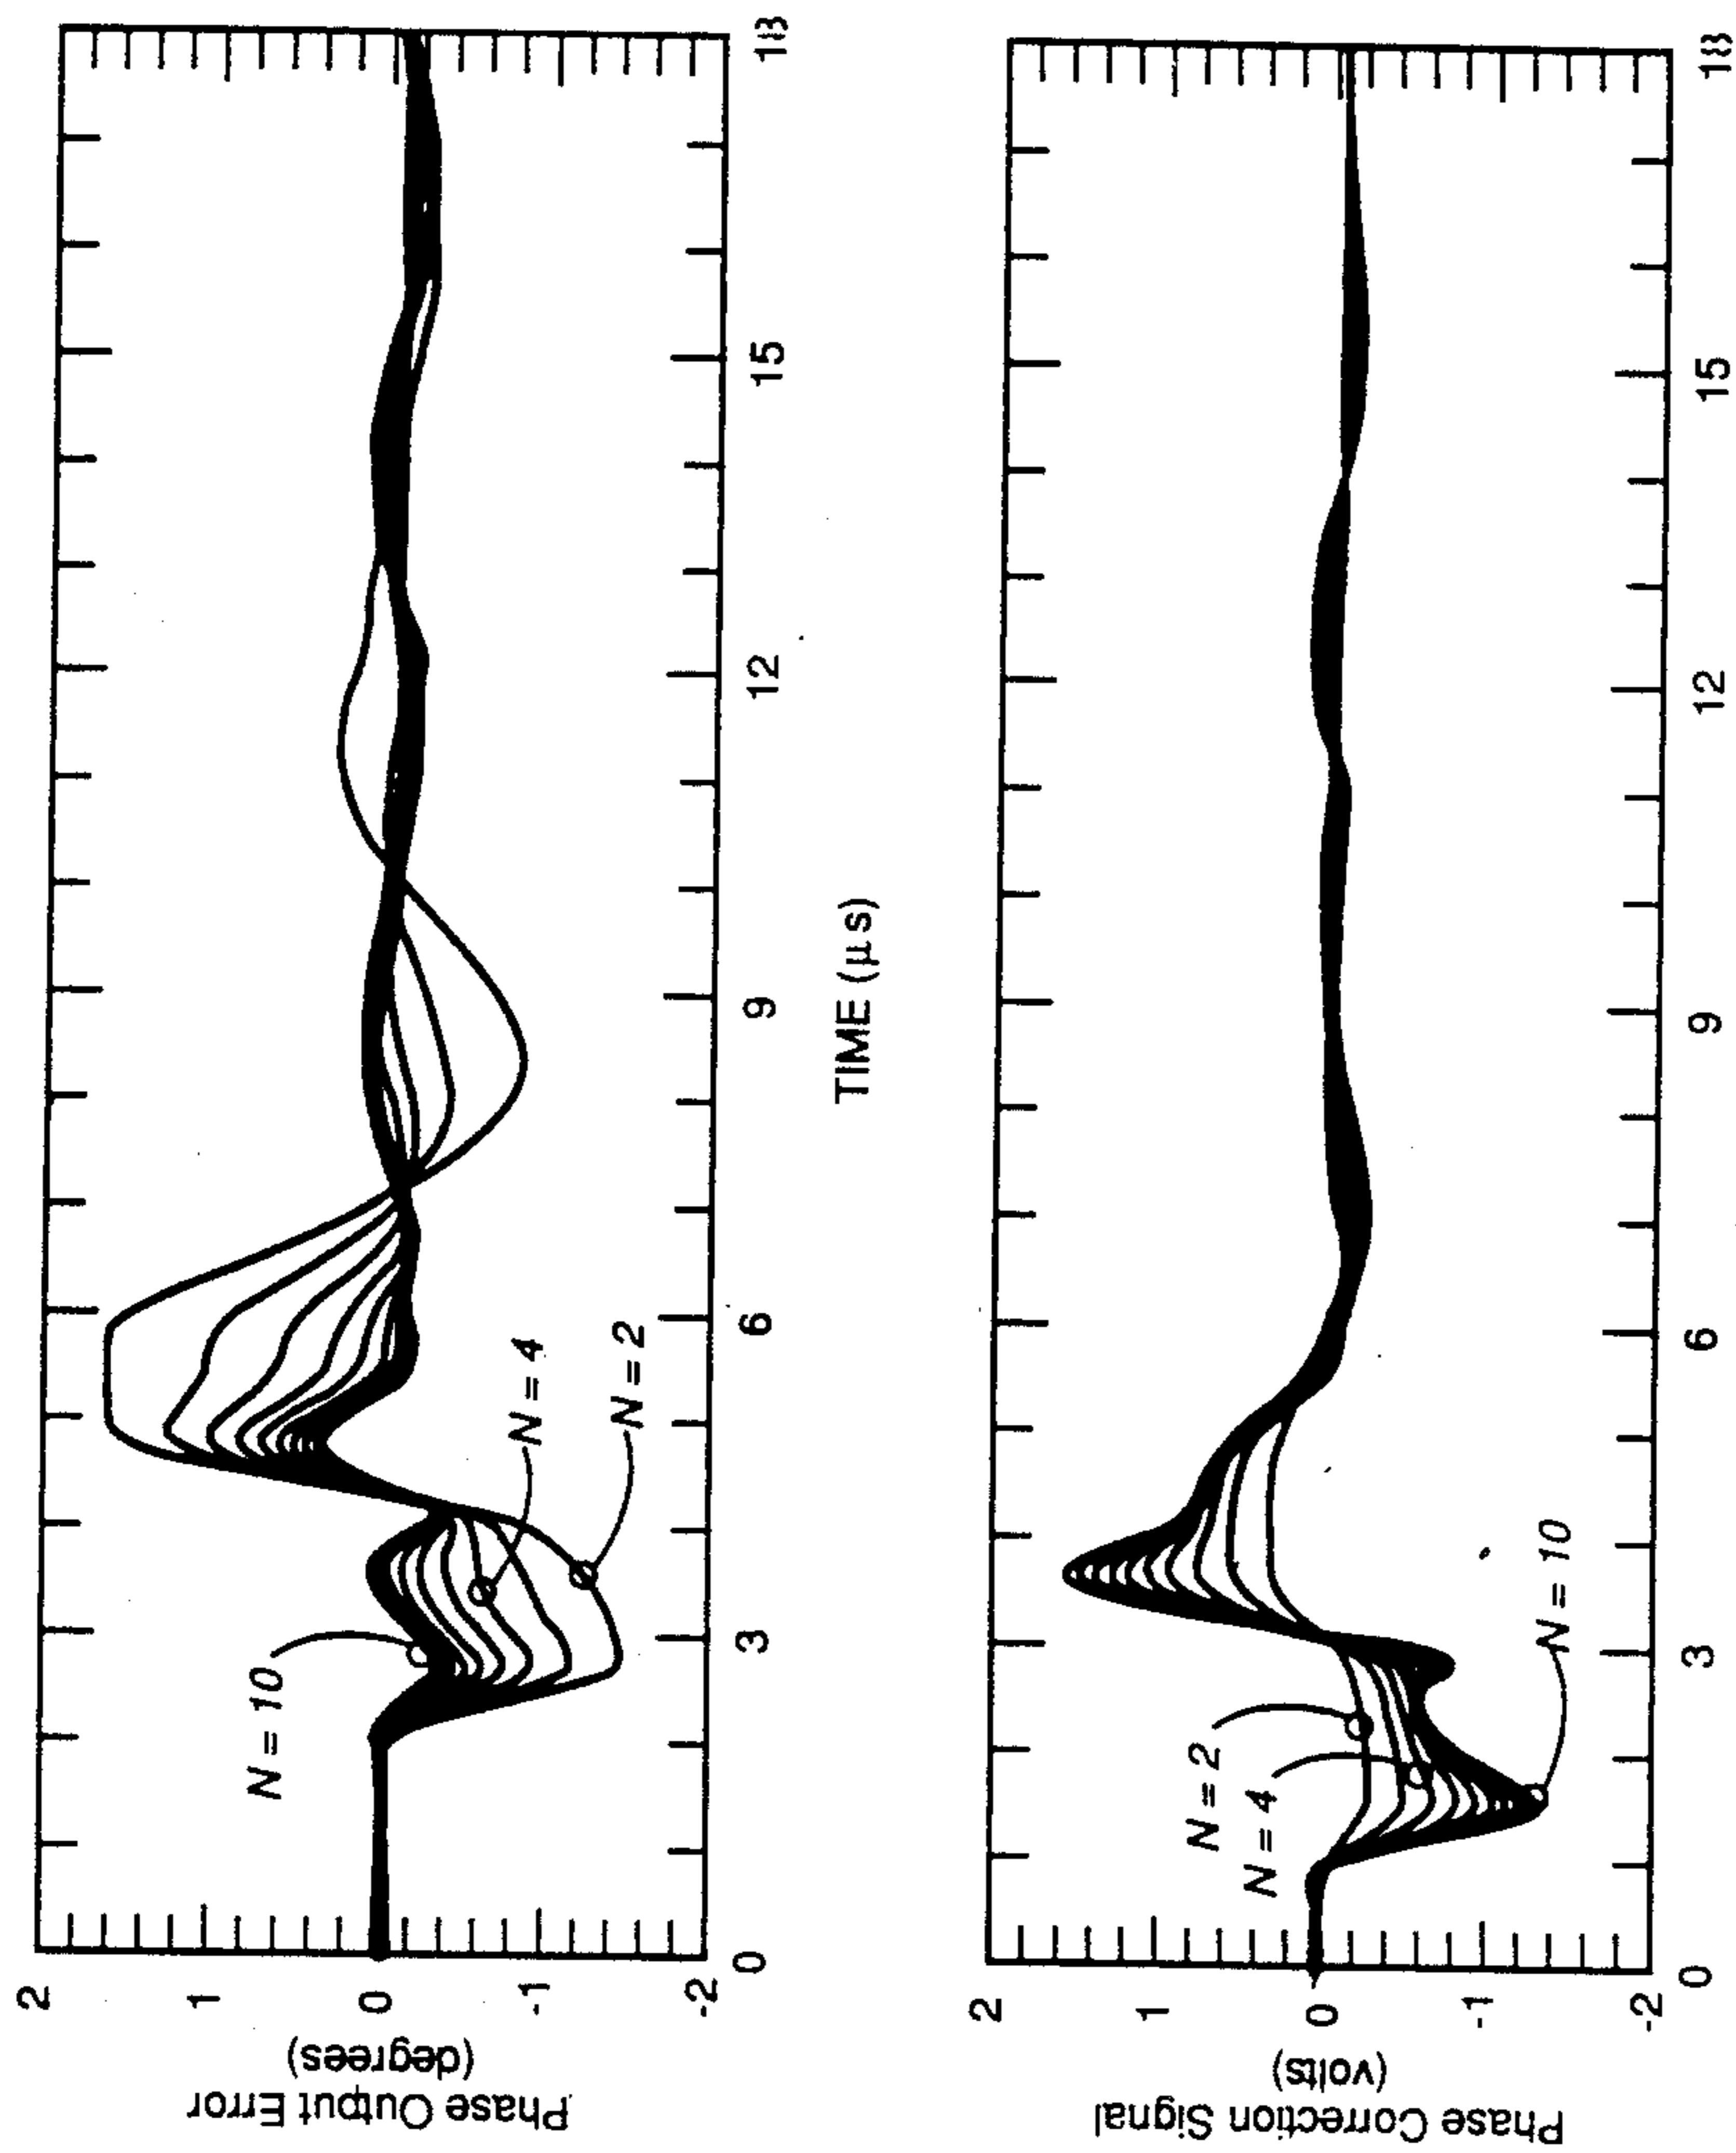 Phase Output Error
(degrees)
2
1
0
-1
-2
N = 10
N = 4
N = 2
0
3
6
9
12
15
18
TIME (μs)
Phase Correction Signal
(volts)
2
1
0
-1
-2
N = 2
N = 4
N = 10
0
3
6
9
12
15
18